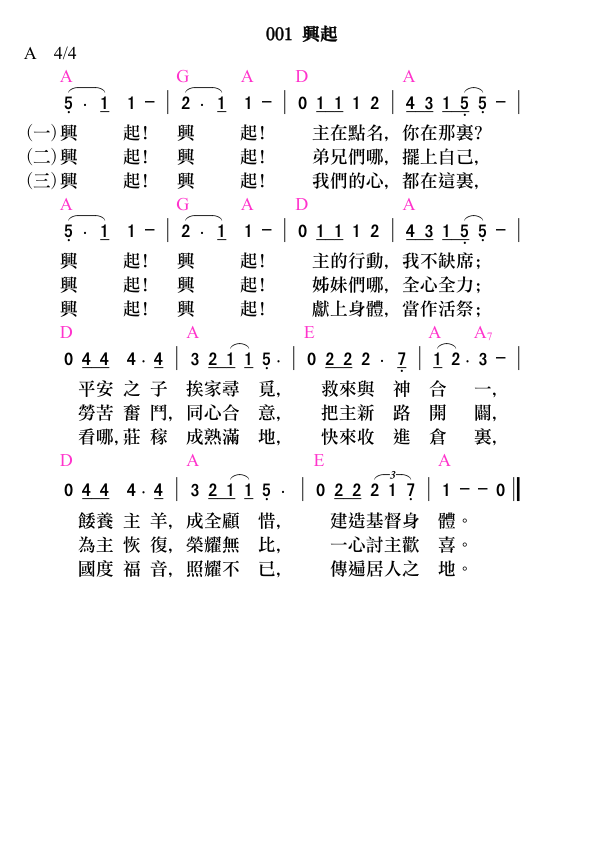 001 興起
A 4/4
A G A D A
5 · 1 1 - | 2 · 1 1 - | 0 1 1 1 2 | 4 3 1 5 5 - |
(一)興 起! 興 起! 主在點名, 你在那裏?
(二)興 起! 興 起! 弟兄們哪, 擺上自己,
(三)興 起! 興 起! 我們的心, 都在這裏,
A G A D A
5 · 1 1 - | 2 · 1 1 - | 0 1 1 1 2 | 4 3 1 5 5 - |
興 起! 興 起! 主的行動, 我不缺席;
興 起! 興 起! 姊妹們哪, 全心全力;
興 起! 興 起! 獻上身體, 當作活祭;
D A E A A7
0 4 4 4 · 4 | 3 2 1 1 5 · | 0 2 2 2 · 7 | 1 2 · 3 - |
平安 之 子 挨家尋 覓, 救來與 神 合 一,
勞苦 奮 鬥, 同心合 意, 把主新 路 開 闢,
看哪, 莊 稼 成熟滿 地, 快來收 進 倉 裏,
D A E A
0 4 4 4 · 4 | 3 2 1 1 5 · | 0 2 2 2 1 7 | 1 - - 0 ‖
3
餧養 主 羊, 成全顧 惜, 建造基督身 體。
為主 恢 復, 榮耀無 比, 一心討主歡 喜。
國度 福 音, 照耀不 已, 傳遍居人之 地。